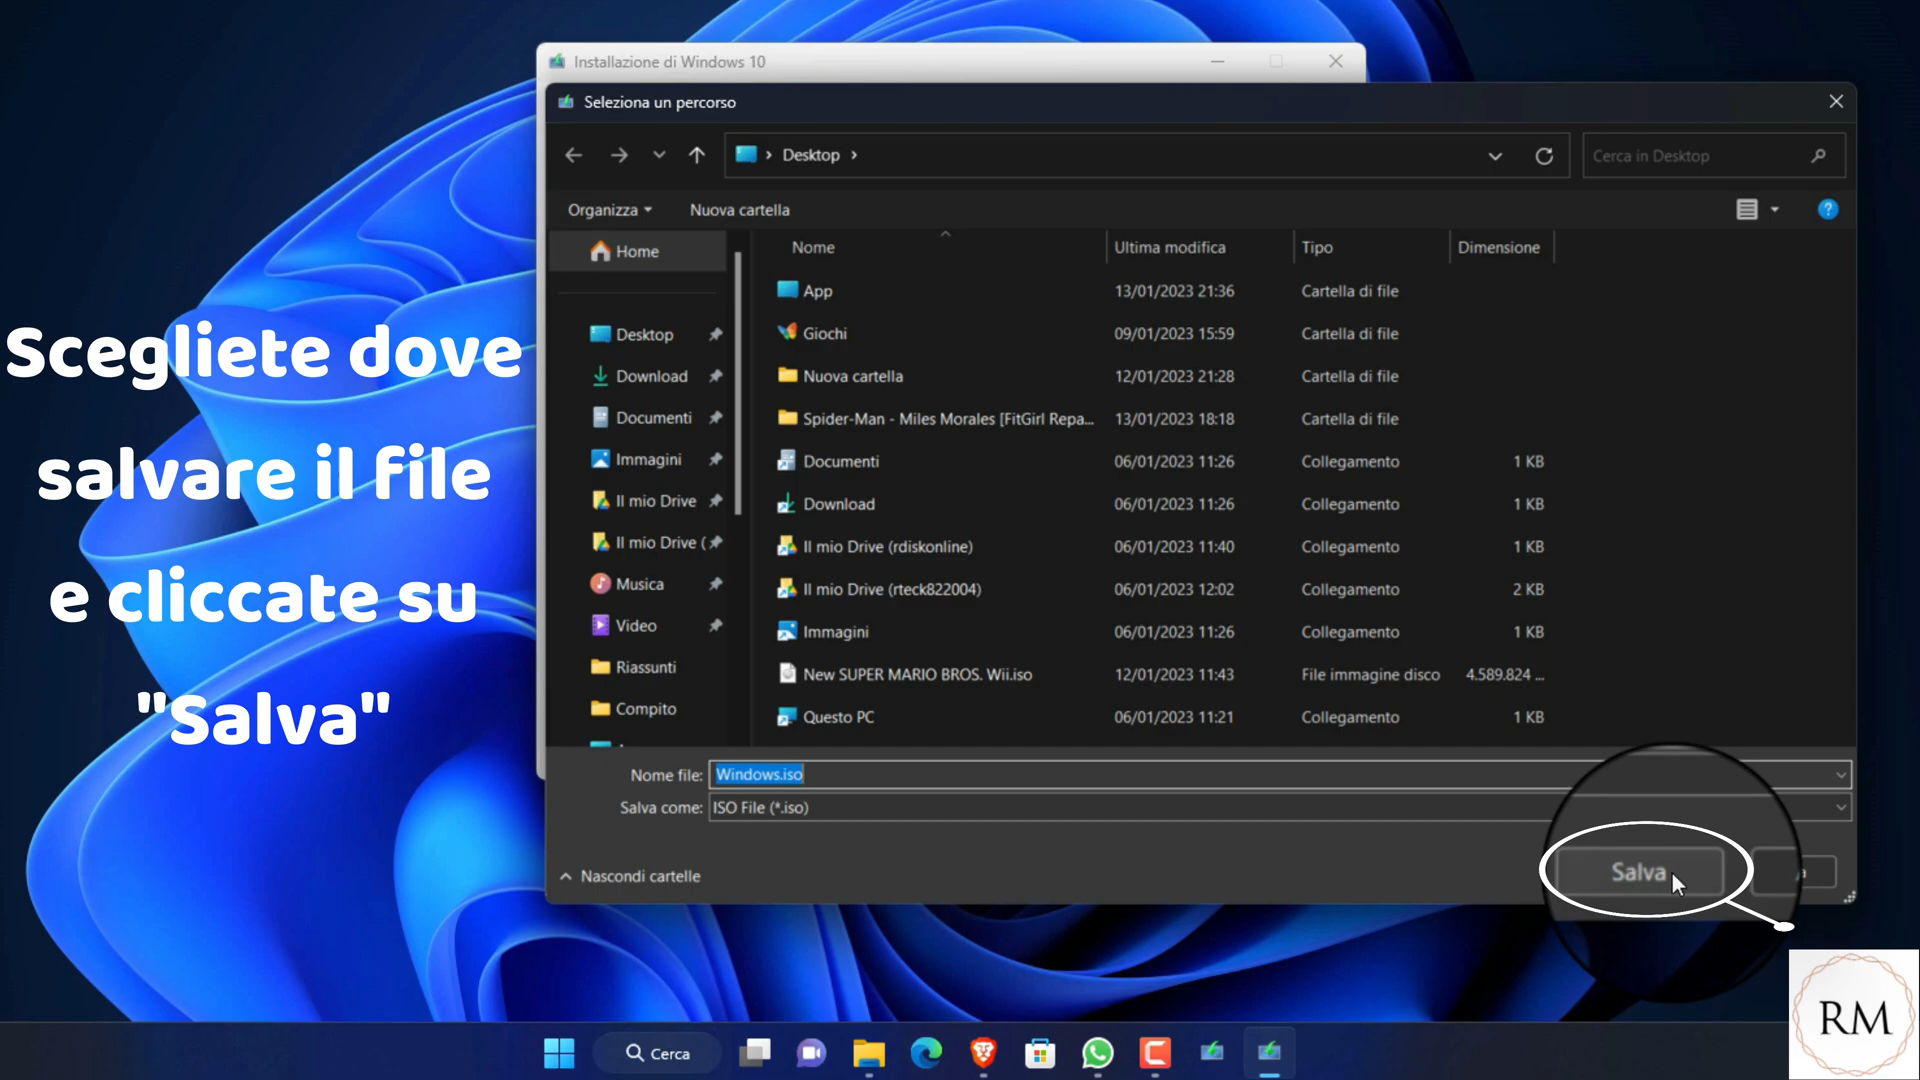 Installazione di Windows 10
Seleziona un percorso
Desktop
Cerca in Desktop
Organizza
Nuova cartella
Nome
Ultima modifica
Tipo
Dimensione
Home
Desktop
Download
Documenti
Immagini
Il mio Drive
Il mio Drive (
Musica
Video
Riassunti
Compito
App 13/01/2023 21:36 Cartella di file
Giochi 09/01/2023 15:59 Cartella di file
Nuova cartella 12/01/2023 21:28 Cartella di file
Spider-Man - Miles Morales [FitGirl Repa... 13/01/2023 18:18 Cartella di file
Documenti 06/01/2023 11:26 Collegamento 1 KB
Download 06/01/2023 11:26 Collegamento 1 KB
Il mio Drive (rdiskonline) 06/01/2023 11:40 Collegamento 1 KB
Il mio Drive (rteck822004) 06/01/2023 12:02 Collegamento 2 KB
Immagini 06/01/2023 11:26 Collegamento 1 KB
New SUPER MARIO BROS. Wii.iso 12/01/2023 11:43 File immagine disco 4.589.824 ...
Questo PC 06/01/2023 11:21 Collegamento 1 KB
Nome file: Windows.iso
Salva come: ISO File (*.iso)
Nascondi cartelle
Salva
Scegliete dove
salvare il file
e cliccate su
"Salva"
Cerca
RM